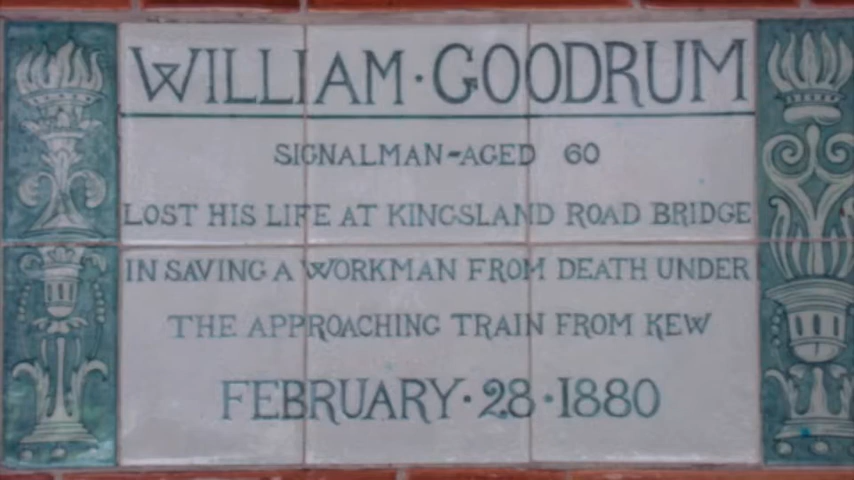 WILLIAM · GOODRUM
SIGNALMAN - AGED 60
LOST HIS LIFE AT KINGSLAND ROAD BRIDGE
IN SAVING A WORKMAN FROM DEATH UNDER
THE APPROACHING TRAIN FROM KEW
FEBRUARY · 28 · 1880